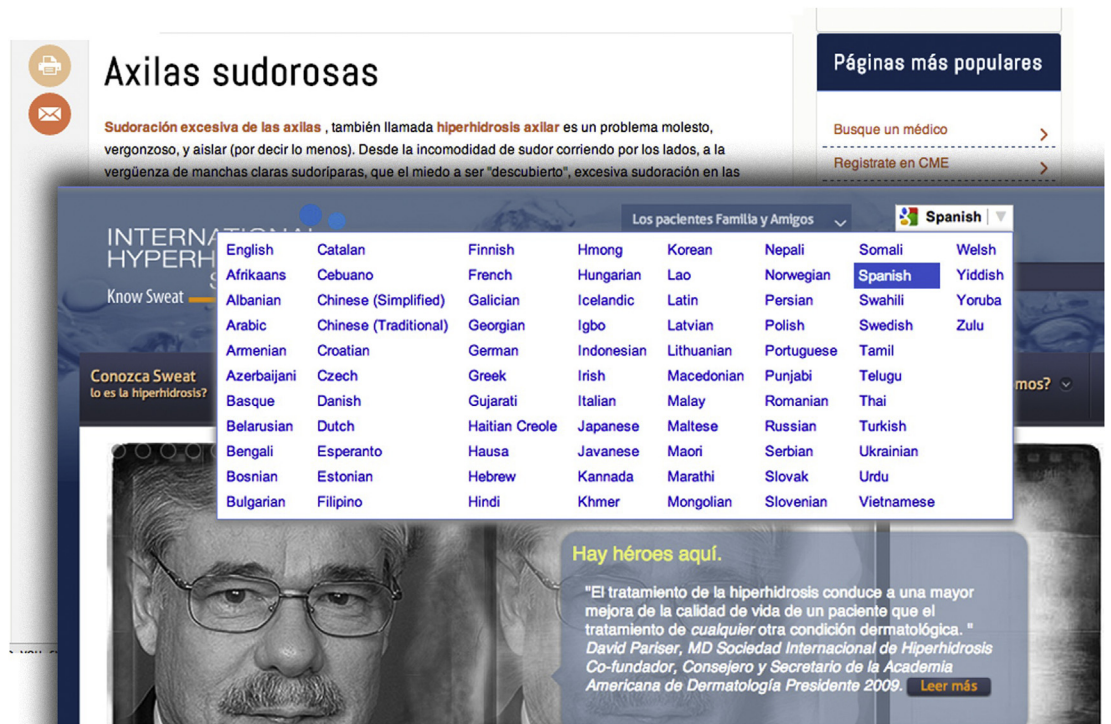 Axilas sudorosas
Sudoración excesiva de las axilas , también llamada hiperhidrosis axilar es un problema molesto,
vergonzoso, y aislar (por decir lo menos). Desde la incomodidad de sudor corriendo por los lados, a la
vergüenza de manchas claras sudoríparas, que el miedo a ser "descubierto", excesiva sudoración en las
Páginas más populares
Busque un médico
Registrate en CME
INTERNATIONAL
HYPERH
Know Sweat
Los pacientes Familia y Amigos
Spanish
English Catalan Finnish Hmong Korean Nepali Somali Welsh
Afrikaans Cebuano French Hungarian Lao Norwegian Spanish Yiddish
Albanian Chinese (Simplified) Galician Icelandic Latin Persian Swahili Yoruba
Arabic Chinese (Traditional) Georgian Igbo Latvian Polish Swedish Zulu
Armenian Croatian German Indonesian Lithuanian Portuguese Tamil
Azerbaijani Czech Greek Irish Macedonian Punjabi Telugu
Basque Danish Gujarati Italian Malay Romanian Thai
Belarusian Dutch Haitian Creole Japanese Maltese Russian Turkish
Bengali Esperanto Hausa Javanese Maori Serbian Ukrainian
Bosnian Estonian Hebrew Kannada Marathi Slovak Urdu
Bulgarian Filipino Hindi Khmer Mongolian Slovenian Vietnamese
Conozca Sweat
lo es la hiperhidrosis?
mos?
Hay héroes aquí.
"El tratamiento de la hiperhidrosis conduce a una mayor
mejora de la calidad de vida de un paciente que el
tratamiento de cualquier otra condición dermatológica. "
David Pariser, MD Sociedad Internacional de Hiperhidrosis
Co-fundador, Consejero y Secretario de la Academia
Americana de Dermatología Presidente 2009. Leer más